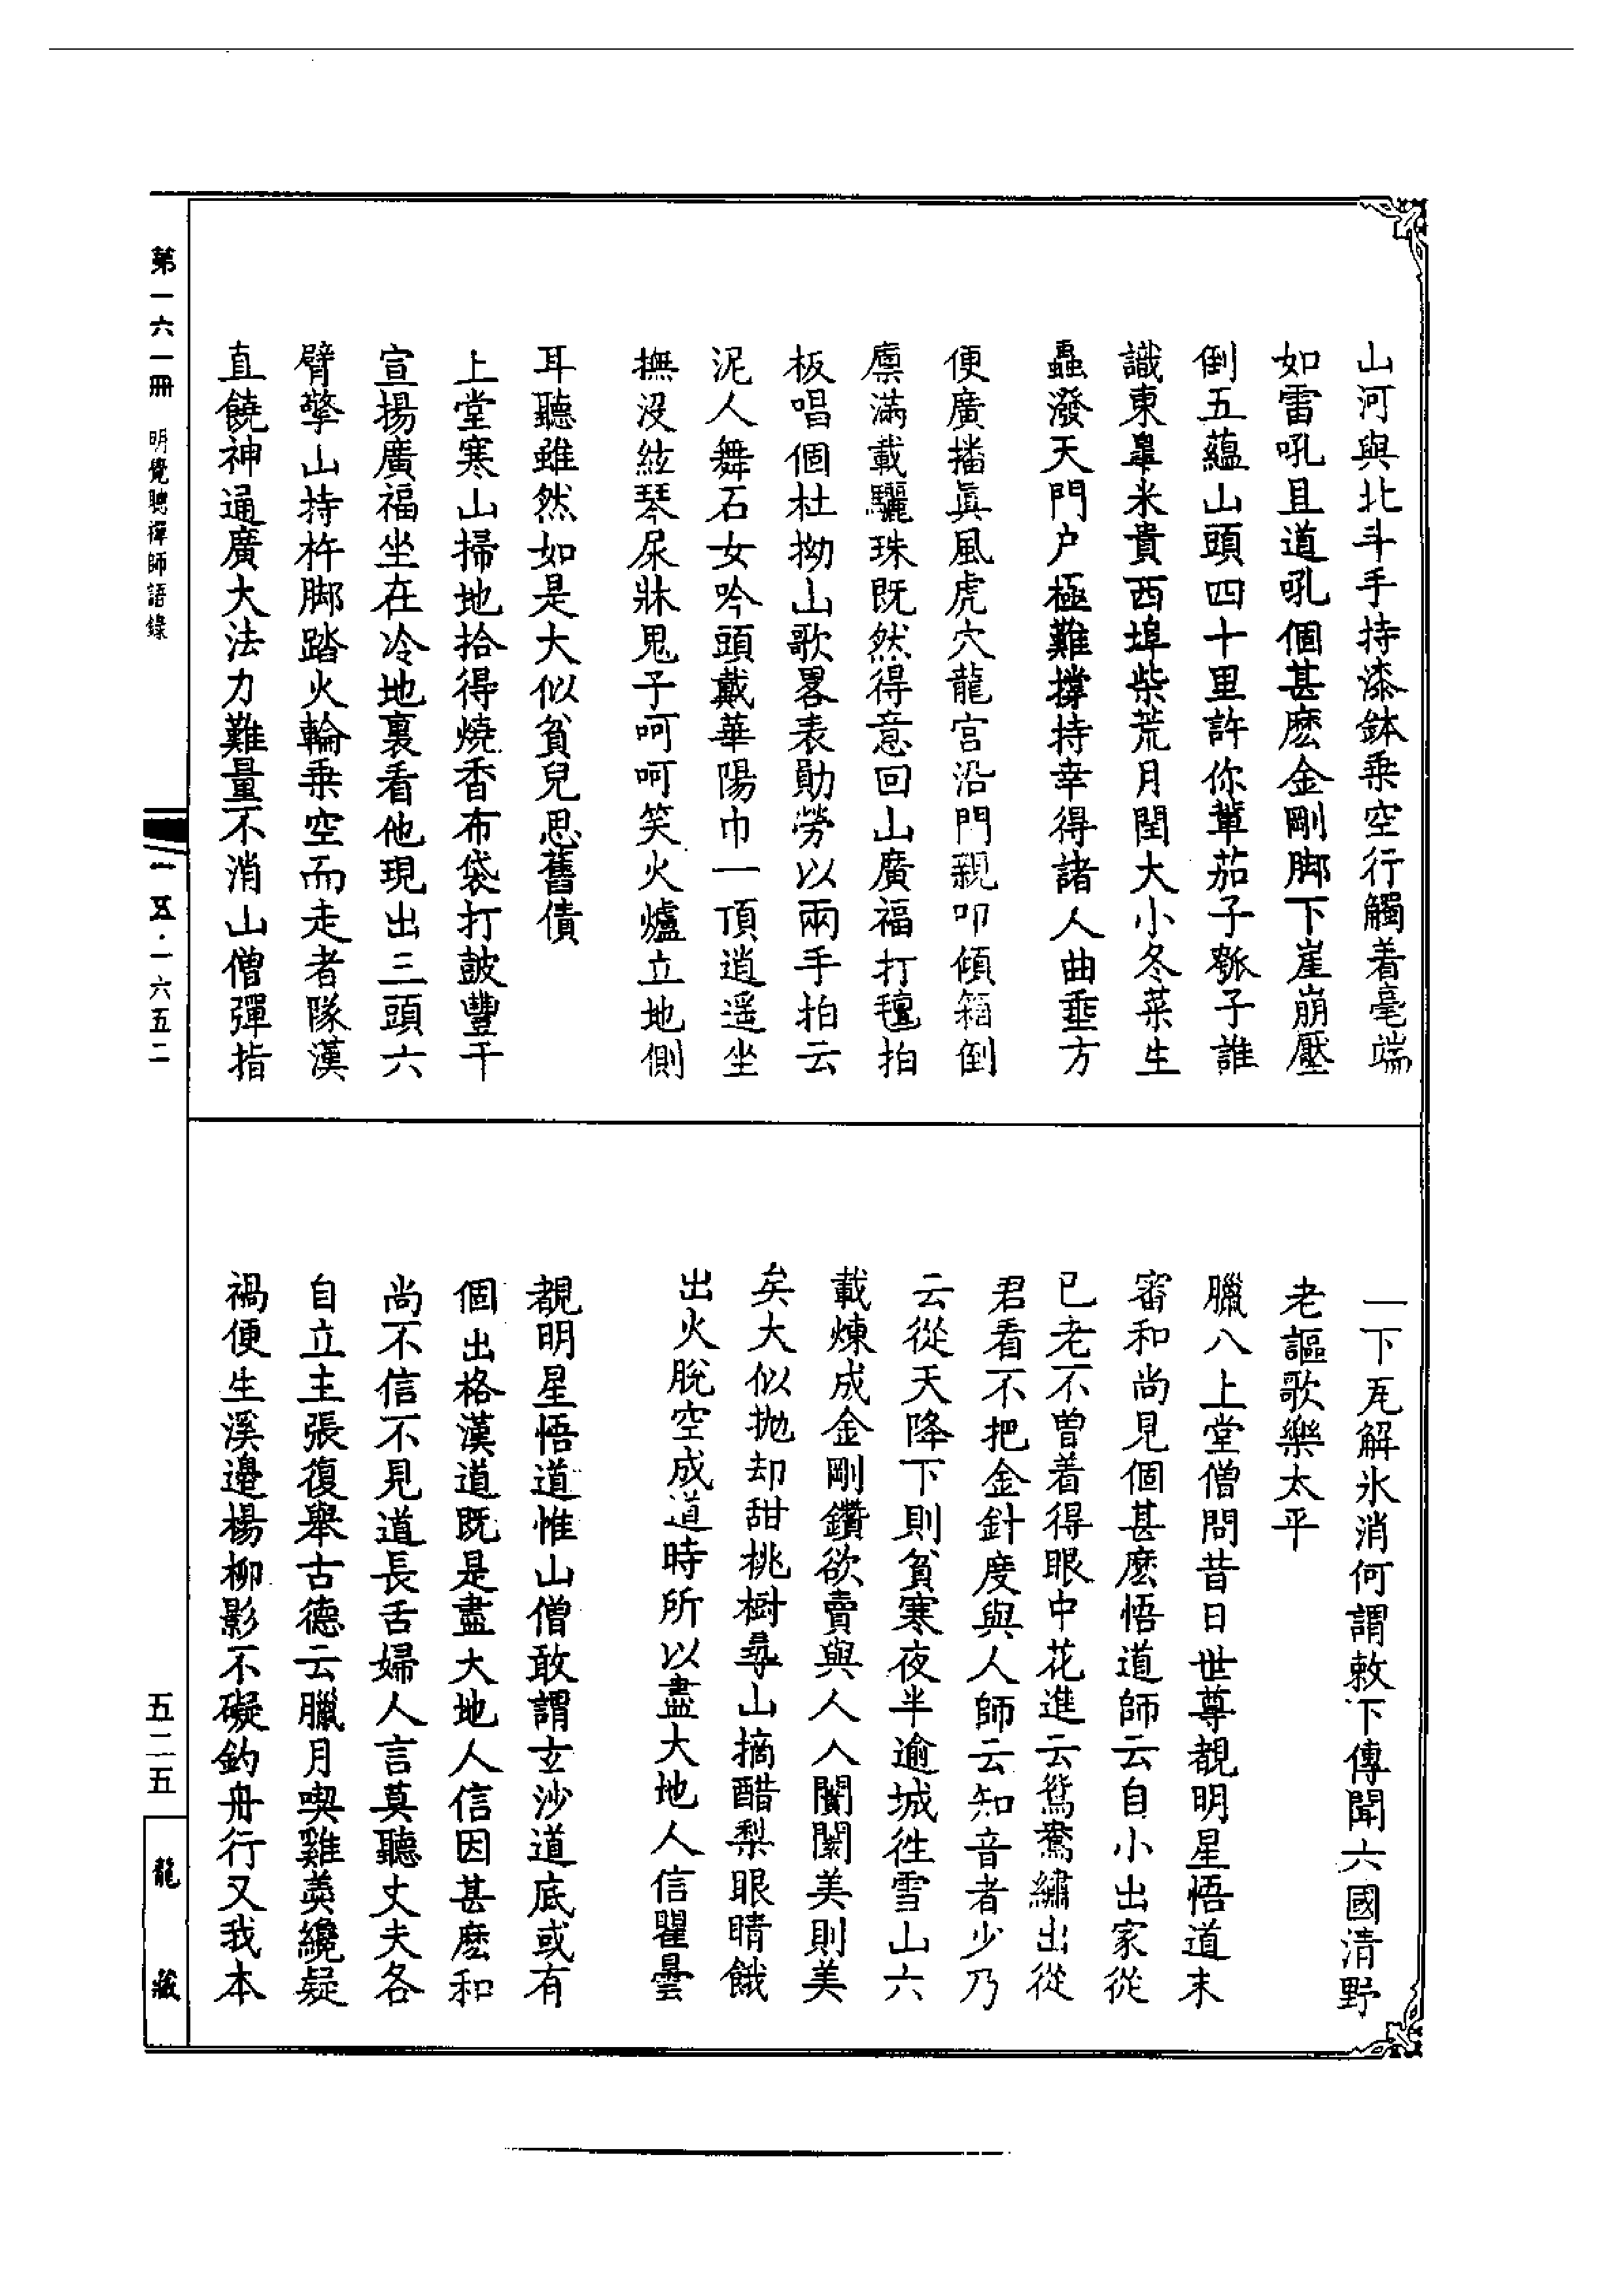 山河與北斗手持漆鉢乗空行觸着毫端
如雷吼且道吼個甚麽金剛脚下崖崩壓
倒五蘊山頭四十里許你輩茄子瓠子誰
識東臯米貴西埠柴荒月閏大小冬菜生
蟲潑天門户極難撐持幸得諸人曲垂方
便廣播眞風虎穴龍宫沿門親叩傾箱倒
廪滿載驪珠既然得意回山廣福打氊拍
板唱個杜拗山歌畧表勛勞以兩手拍云
泥人舞石女吟頭戴華陽巾一頂逍遥坐
撫没絃琴尿牀鬼子呵呵笑火爐立地側
耳聽雖然如是大似貧兒思舊債
上堂寒山掃地拾得燒香布袋打鼓豐干
宣揚廣福坐在冷地裏看他現出三頭六
臂擎山持杵脚踏火輪乗空而走者隊漢
直饒神通廣大法力難量不消山僧彈指
一下瓦解氷消何謂敕下傳聞六國清野
老謳歌樂太平
臘八上堂僧問昔日世尊覩明星悟道未
審和尚見個甚麽悟道師云自小出家從
已老不曽着得眼中花進云鴛鴦繡出從
君看不把金針度與人師云知音者少乃
云從天降下則貧寒夜半逾城徃雪山六
載煉成金剛鑽欲賣與人人闤闠美則美
矣大似拋却甜桃樹尋山摘醋梨眼睛餓
出火脫空成道時所以盡大地人信瞿曇
覩明星悟道惟山僧敢謂玄沙道底或有
個出格漢道既是盡大地人信因甚麽和
尚不信不見道長舌婦人言莫聽丈夫各
自立主張復舉古德云臘月喫雞羹纔疑
禍便生溪邉楊柳影不礙釣舟行又我本
第一六一冊 明覺聰禪師語錄
一五·一六五二
五二五
龍藏